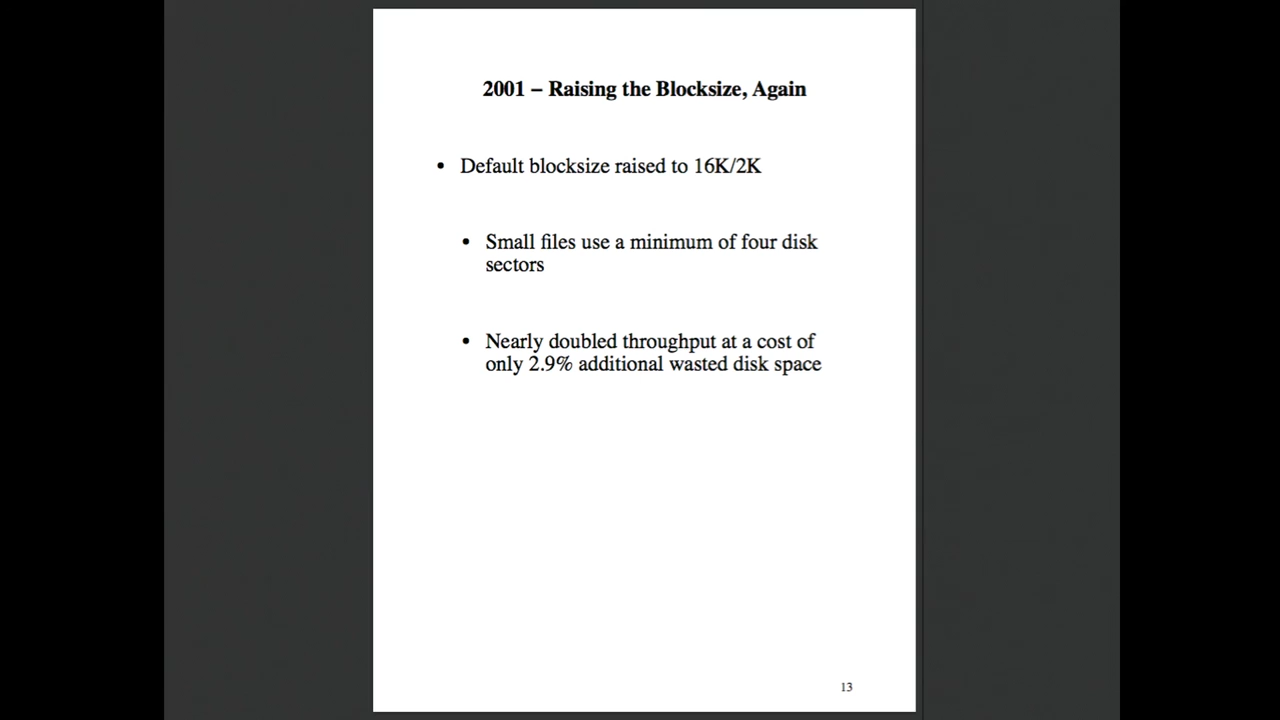 2001 – Raising the Blocksize, Again
• Default blocksize raised to 16K/2K
• Small files use a minimum of four disk
sectors
• Nearly doubled throughput at a cost of
only 2.9% additional wasted disk space
13